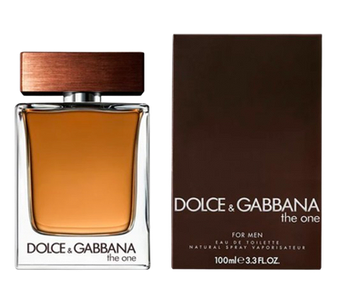 DOLCE & GABBANA
the one
DOLCE & GABBANA
the one
FOR MEN
EAU DE TOILETTE
NATURAL SPRAY VAPORISATEUR
100ml℮3.3 FL.OZ.